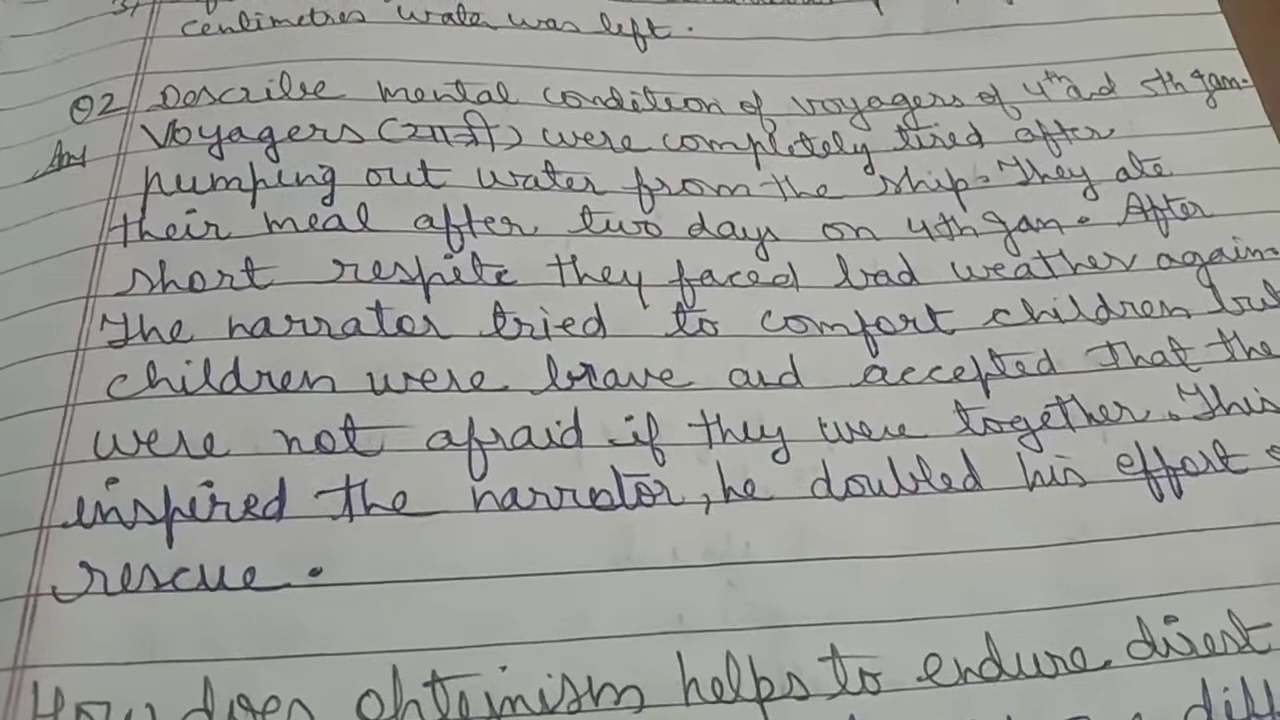 centimetres water was left.
Q2 Describe mental condition of voyagers of 4th and 5th Jan.
Ans Voyagers (यात्री) were completely tired after
pumping out water from the ship. They ate
their meal after two days on 4th Jan. After
short respite they faced bad weather again.
The narrator tried to comfort children but
children were brave and accepted that the
were not afraid if they were together. This
inspired the narrator, he doubled his effort
rescue.
How does obtimism helps to endure direst